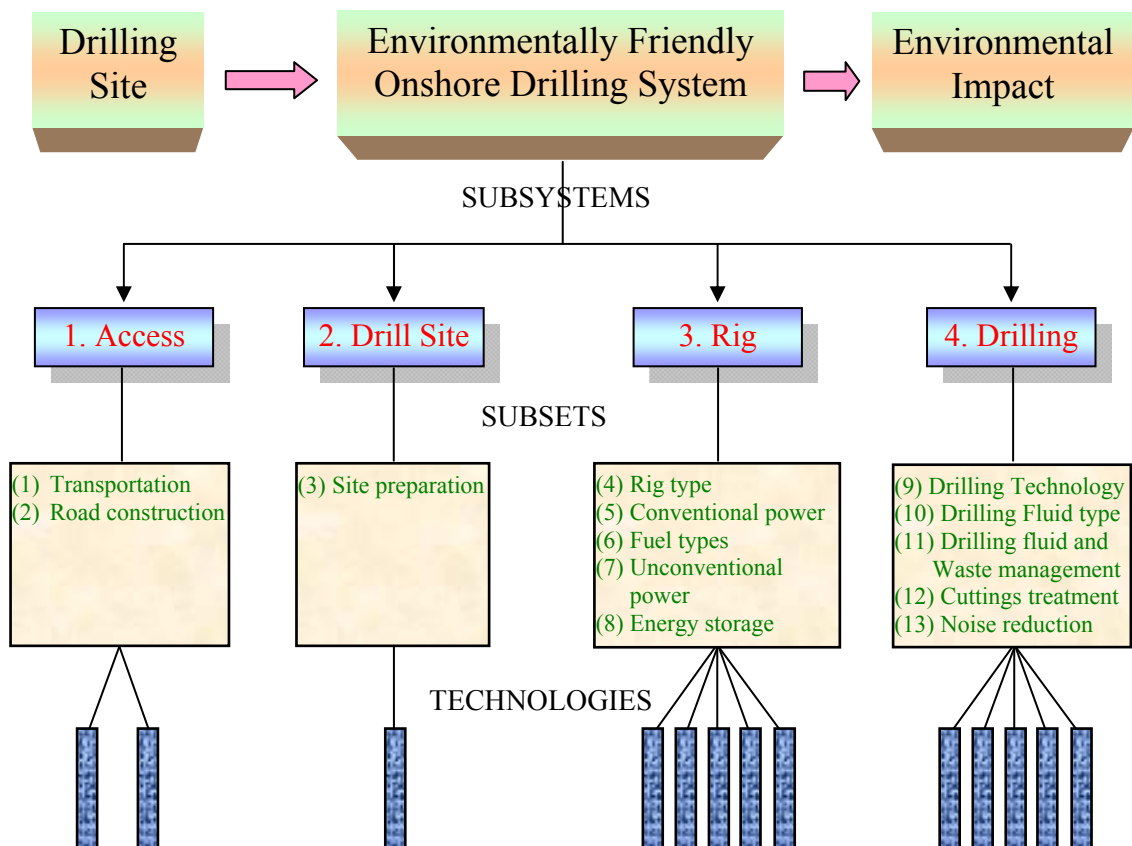 Drilling
Site
Environmentally Friendly
Onshore Drilling System
Environmental
Impact
SUBSYSTEMS
1. Access
2. Drill Site
3. Rig
4. Drilling
SUBSETS
(1) Transportation
(2) Road construction
(3) Site preparation
(4) Rig type
(5) Conventional power
(6) Fuel types
(7) Unconventional
power
(8) Energy storage
(9) Drilling Technology
(10) Drilling Fluid type
(11) Drilling fluid and
Waste management
(12) Cuttings treatment
(13) Noise reduction
TECHNOLOGIES